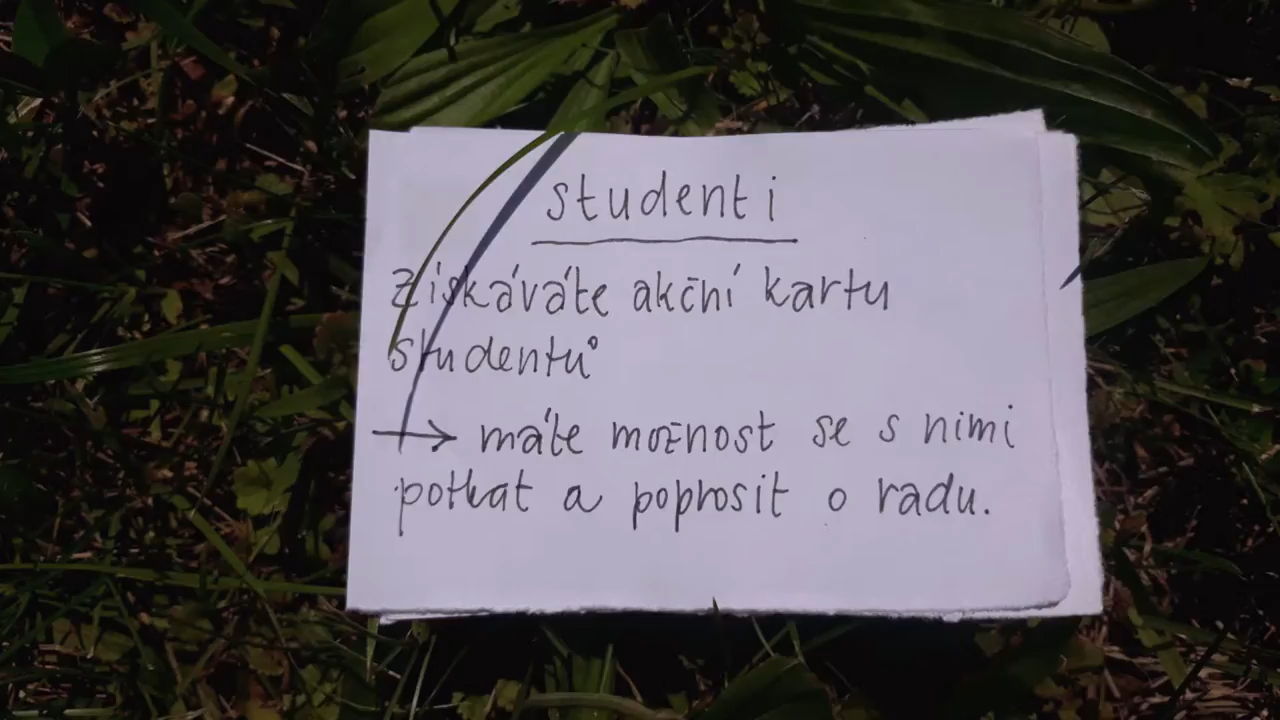 studenti
Získáváte akční kartu
studentů
→ máte možnost se s nimi
potkat a poprosit o radu.